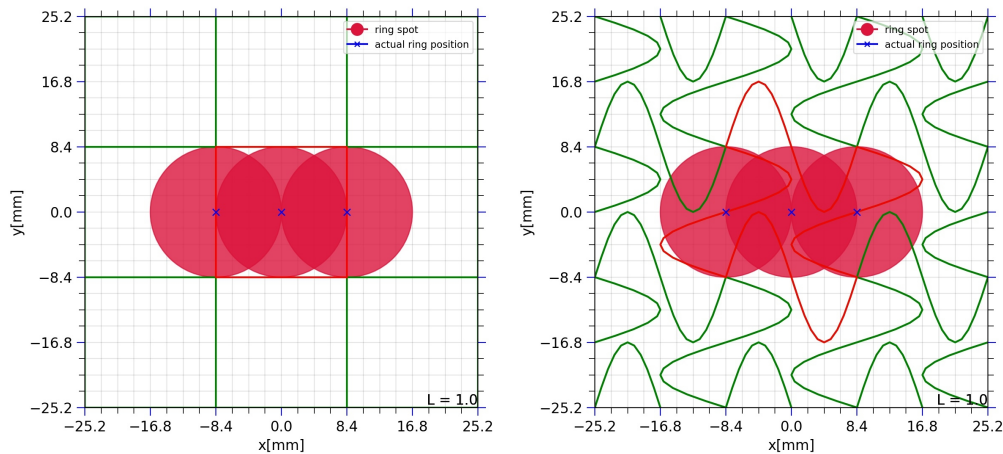 25.2
16.8
8.4
0.0
−8.4
−16.8
−25.2
y[mm]
ring spot
actual ring position
L = 1.0
−25.2 −16.8 −8.4 0.0 8.4 16.8 25.2
x[mm]
25.2
16.8
8.4
0.0
−8.4
−16.8
−25.2
y[mm]
ring spot
actual ring position
L = 1.0
−25.2 −16.8 −8.4 0.0 8.4 16.8 25.2
x[mm]